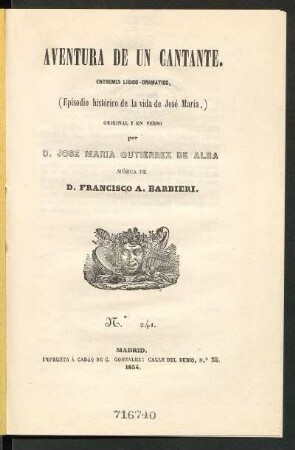 AVENTURA DE UN CANTANTE.
ENTREMES LIRICO-DRAMATICO,
(Episodio histórico de la vida de José María,)
ORIGINAL Y EN VERSO
por
D. JOSE MARIA GUTIERREZ DE ALBA
MÚSICA DE
D. FRANCISCO A. BARBIERI.
N.° 241.
MADRID.
IMPRENTA Á CARGO DE C. GONZALEZ: CALLE DEL RUBIO, N.° 25,
1854.
716740